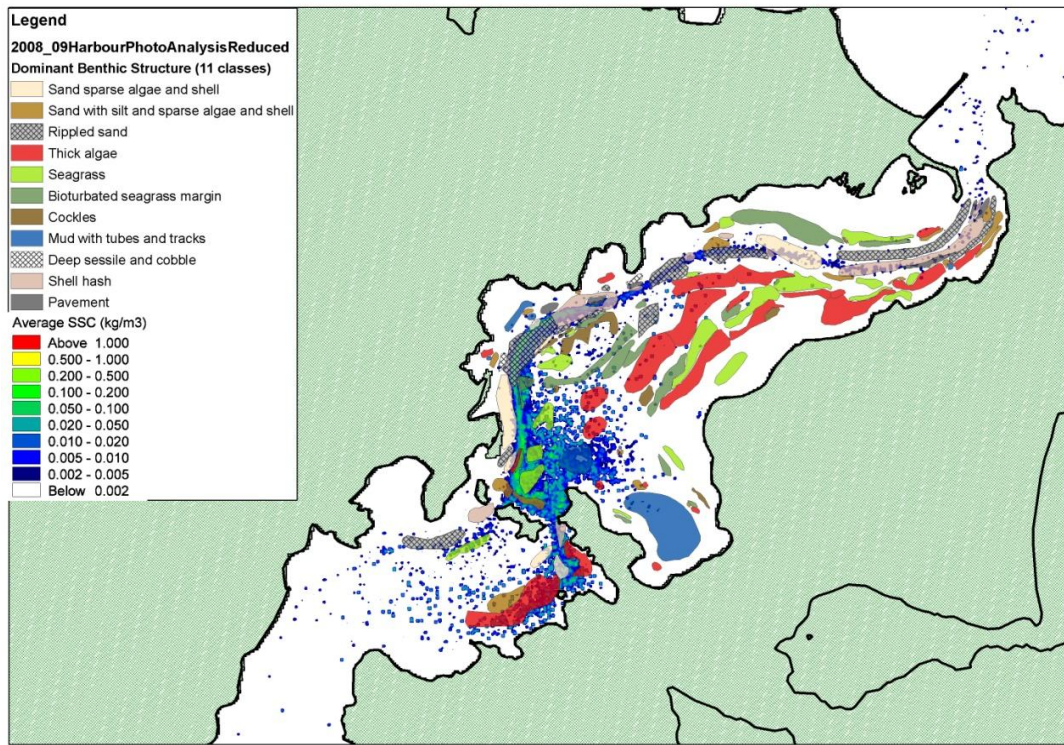 Legend
2008_09HarbourPhotoAnalysisReduced
Dominant Benthic Structure (11 classes)
Sand sparse algae and shell
Sand with silt and sparse algae and shell
Rippled sand
Thick algae
Seagrass
Bioturbated seagrass margin
Cockles
Mud with tubes and tracks
Deep sessile and cobble
Shell hash
Pavement
Average SSC (kg/m3)
Above 1.000
0.500 - 1.000
0.200 - 0.500
0.100 - 0.200
0.050 - 0.100
0.020 - 0.050
0.010 - 0.020
0.005 - 0.010
0.002 - 0.005
Below 0.002